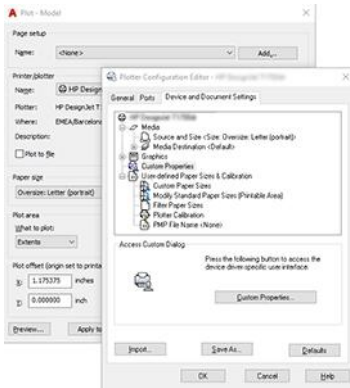 Plot - Model
Page setup
Name: <None> Add...
Printer/plotter
Name: HP Design
Plotter: HP DesignJet T
Where: EMEA/Barcelona
Description:
Plot to file
Paper size
Oversize: Letter (portrait)
Plot area
What to plot:
Extents
Plot offset (origin set to printa
X: 1.175375 inches
Y: 0.000000 inch
Preview... Apply to
Plotter Configuration Editor -
General Ports Device and Document Settings
Media
Source and Size <Size: Oversize: Letter (portrait)>
Media Destination <Default>
Graphics
Custom Properties
User-defined Paper Sizes & Calibration
Custom Paper Sizes
Modify Standard Paper Sizes (Printable Area)
Filter Paper Sizes
Plotter Calibration
PMP File Name <None>
Access Custom Dialog
Press the following button to access the
device driver specific user interface.
Custom Properties...
Import... Save As... Defaults
OK Cancel Help